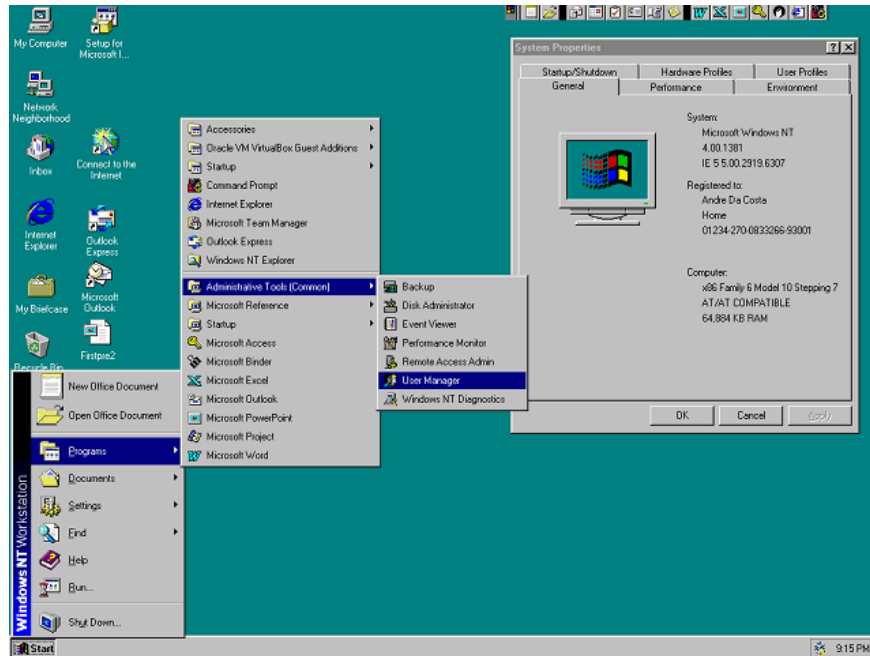 My Computer
Setup for
Microsoft I...
Network
Neighborhood
Inbox
Connect to the
Internet
Internet
Explorer
Outlook
Express
My Briefcase
Microsoft
Outlook
Recycle Bin
Firstpre2
New Office Document
Open Office Document
Programs
Documents
Settings
Find
Help
Run...
Shut Down...
Windows NT Workstation
Start
Accessories
Oracle VM VirtualBox Guest Additions
Startup
Command Prompt
Internet Explorer
Microsoft Team Manager
Outlook Express
Windows NT Explorer
Administrative Tools (Common)
Microsoft Reference
Startup
Microsoft Access
Microsoft Binder
Microsoft Excel
Microsoft Outlook
Microsoft PowerPoint
Microsoft Project
Microsoft Word
Backup
Disk Administrator
Event Viewer
Performance Monitor
Remote Access Admin
User Manager
Windows NT Diagnostics
System Properties
Startup/Shutdown
Hardware Profiles
User Profiles
General
Performance
Environment
System:
Microsoft Windows NT
4.00.1381
IE 5 5.00.2919.6307
Registered to:
Andre Da Costa
Home
01234-270-0833266-93001
Computer:
x86 Family 6 Model 10 Stepping 7
AT/AT COMPATIBLE
64,884 KB RAM
OK
Cancel
Apply
9:15 PM